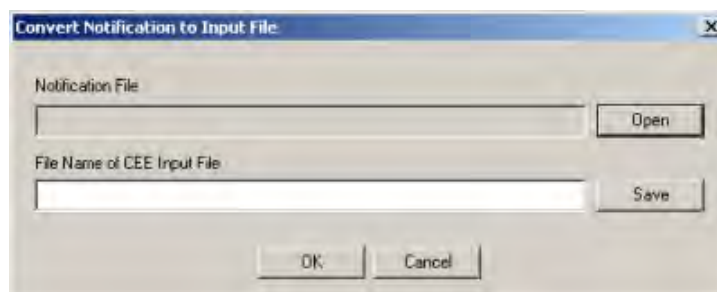 Convert Notification to Input File
Notification File
Open
File Name of CEE Input File
Save
OK Cancel